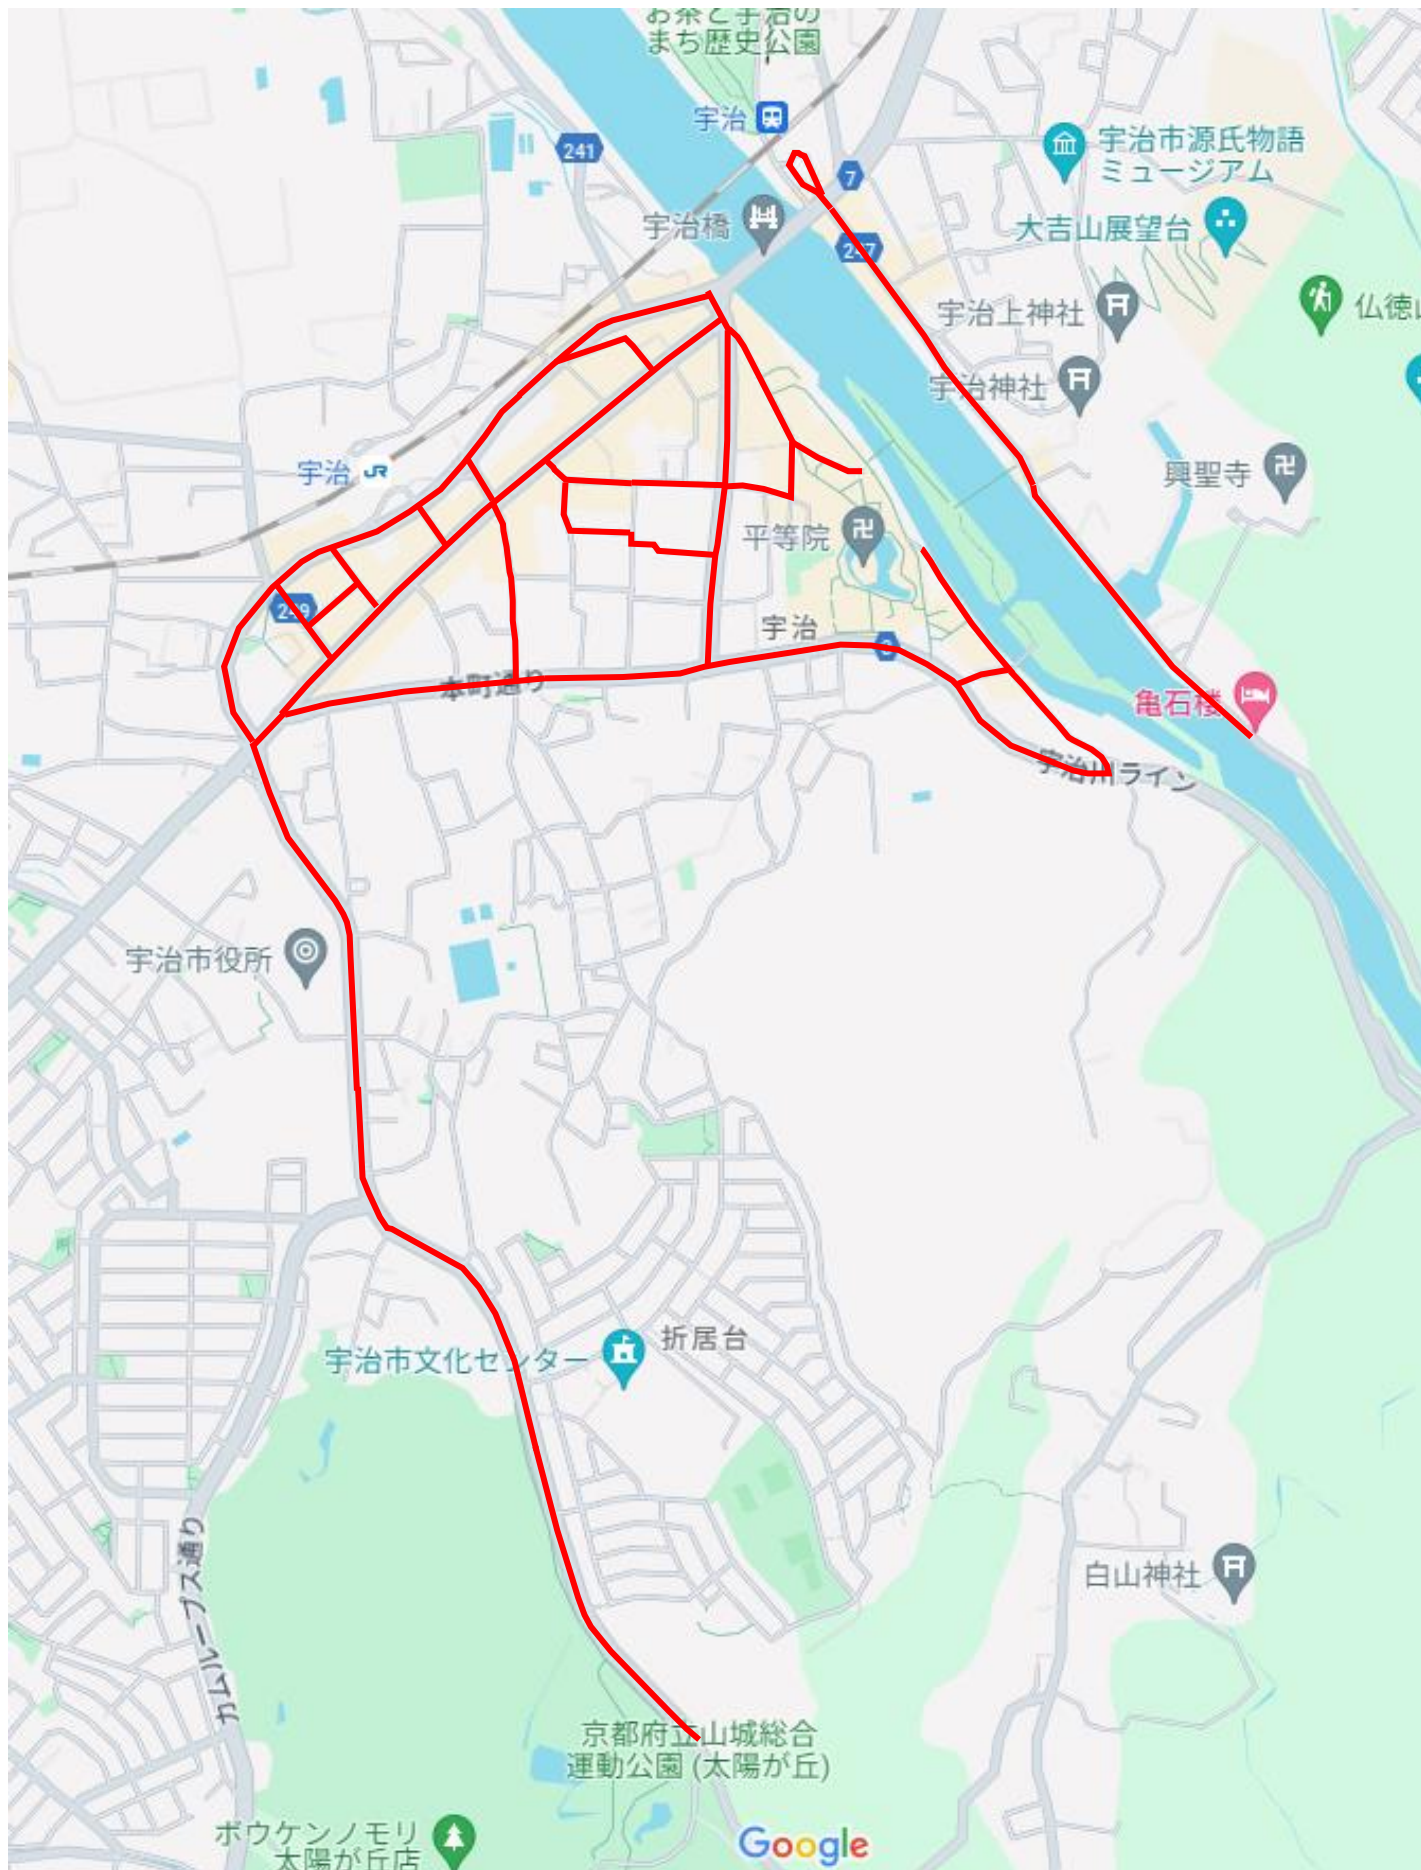 お茶と宇治の
まち歴史公園
宇治
241
7
宇治市源氏物語
ミュージアム
宇治橋
大吉山展望台
247
宇治上神社
仏徳山
宇治神社
宇治 JR
興聖寺
平等院
249
宇治
3
本町通り
亀石楼
宇治川ライン
宇治市役所
折居台
宇治市文化センター
カムループス通り
白山神社
京都府立山城総合
運動公園 (太陽が丘)
ボウケンノモリ
太陽が丘店
Google